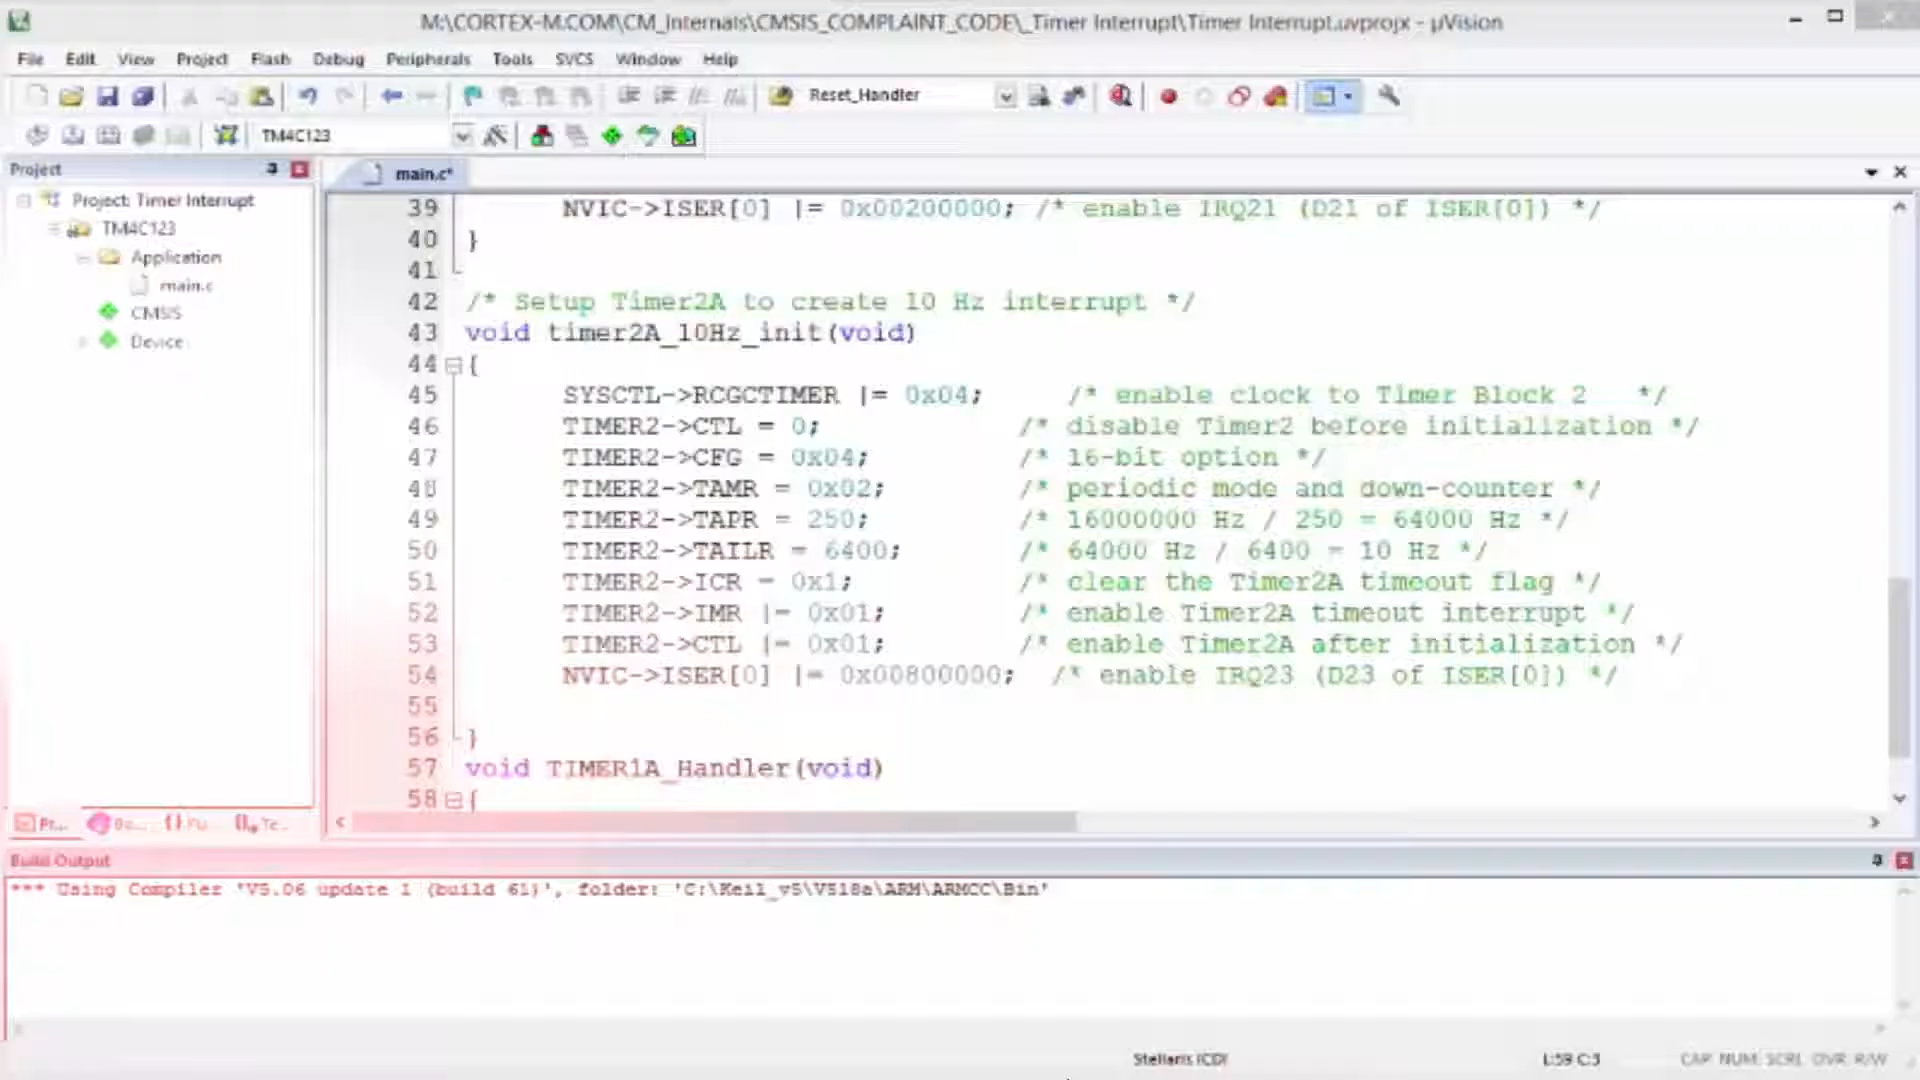 M:\CORTEX-M.COM\CM_Internals\CMSIS_COMPLAINT_CODE\_Timer Interrupt\Timer Interrupt.uvprojx - µVision
File Edit View Project Flash Debug Peripherals Tools SVCS Window Help
Reset_Handler
TM4C123
Project
main.c*
Project: Timer Interrupt
TM4C123
Application
main.c
CMSIS
Device
39 NVIC->ISER[0] |= 0x00200000; /* enable IRQ21 (D21 of ISER[0]) */
40 }
41
42 /* Setup Timer2A to create 10 Hz interrupt */
43 void timer2A_10Hz_init(void)
44 {
45 SYSCTL->RCGCTIMER |= 0x04; /* enable clock to Timer Block 2 */
46 TIMER2->CTL = 0; /* disable Timer2 before initialization */
47 TIMER2->CFG = 0x04; /* 16-bit option */
48 TIMER2->TAMR = 0x02; /* periodic mode and down-counter */
49 TIMER2->TAPR = 250; /* 16000000 Hz / 250 = 64000 Hz */
50 TIMER2->TAILR = 6400; /* 64000 Hz / 6400 = 10 Hz */
51 TIMER2->ICR = 0x1; /* clear the Timer2A timeout flag */
52 TIMER2->IMR |= 0x01; /* enable Timer2A timeout interrupt */
53 TIMER2->CTL |= 0x01; /* enable Timer2A after initialization */
54 NVIC->ISER[0] |= 0x00800000; /* enable IRQ23 (D23 of ISER[0]) */
55
56 }
57 void TIMER1A_Handler(void)
58 {
Pr... Bo... {} Fu... Te...
Build Output
*** Using Compiler 'V5.06 update 1 (build 61)', folder: 'C:\Keil_v5\V518a\ARM\ARMCC\Bin'
Stellaris ICDI L:59 C:3 CAP NUM SCRL OVR R/W